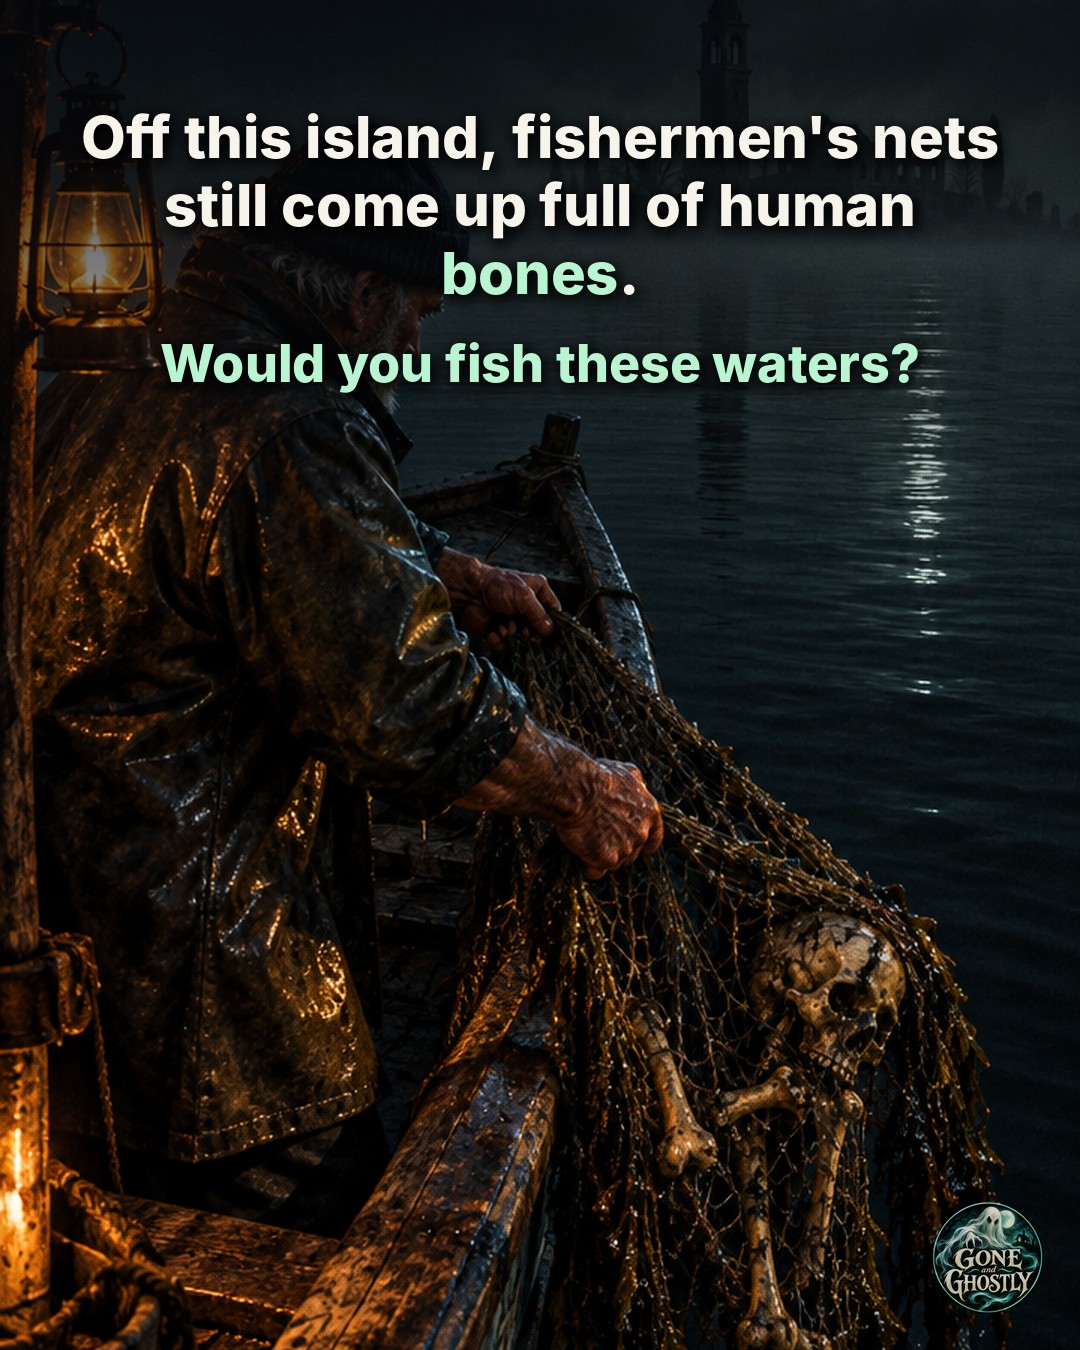 Off this island, fishermen's nets
still come up full of human
bones.
Would you fish these waters?
GONE
and
GHOSTLY